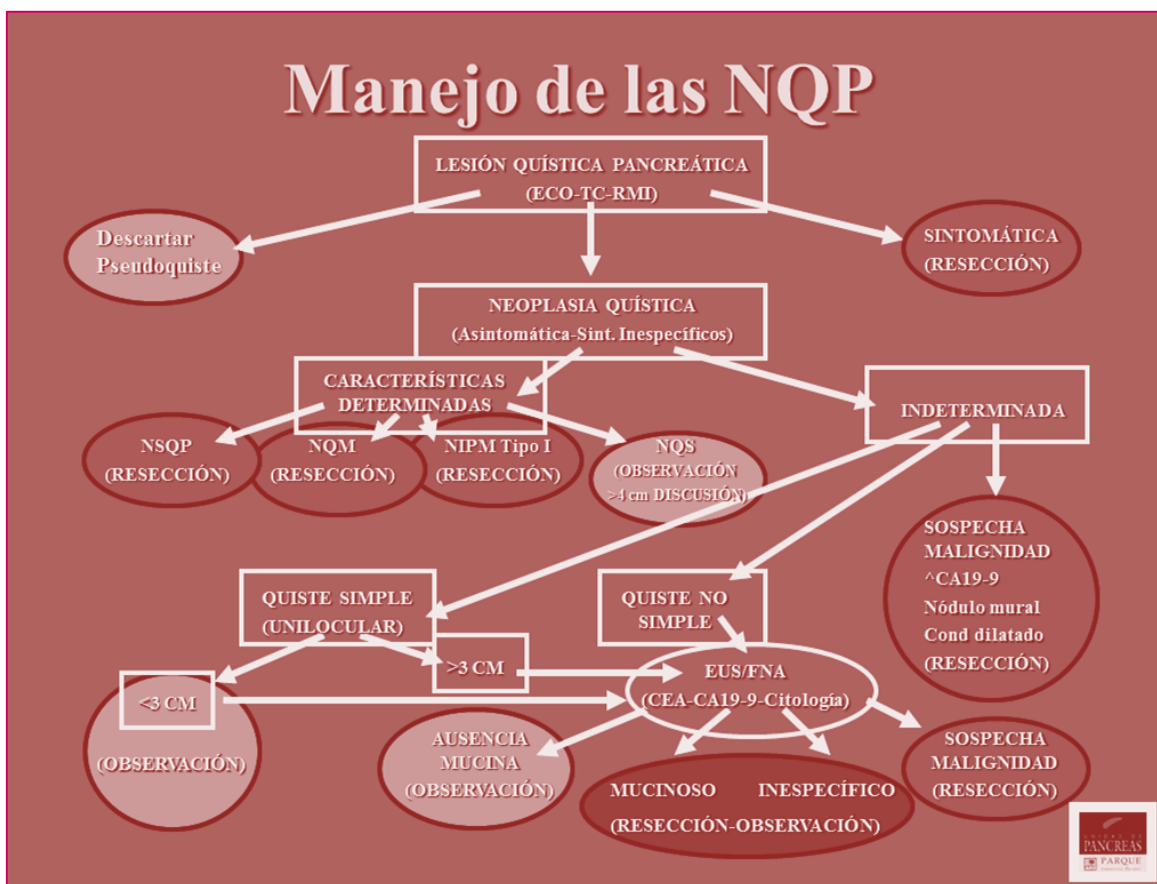 Manejo de las NQP
LESIÓN QUÍSTICA PANCREÁTICA
(ECO-TC-RMI)
Descartar
Pseudoquiste
SINTOMÁTICA
(RESECCIÓN)
NEOPLASIA QUÍSTICA
(Asintomática-Sint. Inespecíficos)
CARACTERÍSTICAS
DETERMINADAS
INDETERMINADA
NSQP
(RESECCIÓN)
NQM
(RESECCIÓN)
NIPM Tipo I
(RESECCIÓN)
NQS
(OBSERVACIÓN
>4 cm DISCUSIÓN)
SOSPECHA
MALIGNIDAD
^CA19-9
Nódulo mural
Cond dilatado
(RESECCIÓN)
QUISTE SIMPLE
(UNILOCULAR)
QUISTE NO
SIMPLE
<3 CM
(OBSERVACIÓN)
>3 CM
EUS/FNA
(CEA-CA19-9-Citología)
AUSENCIA
MUCINA
(OBSERVACIÓN)
MUCINOSO INESPECÍFICO
(RESECCIÓN-OBSERVACIÓN)
SOSPECHA
MALIGNIDAD
(RESECCIÓN)
UNIDAD DE
PANCREAS
PARQUE